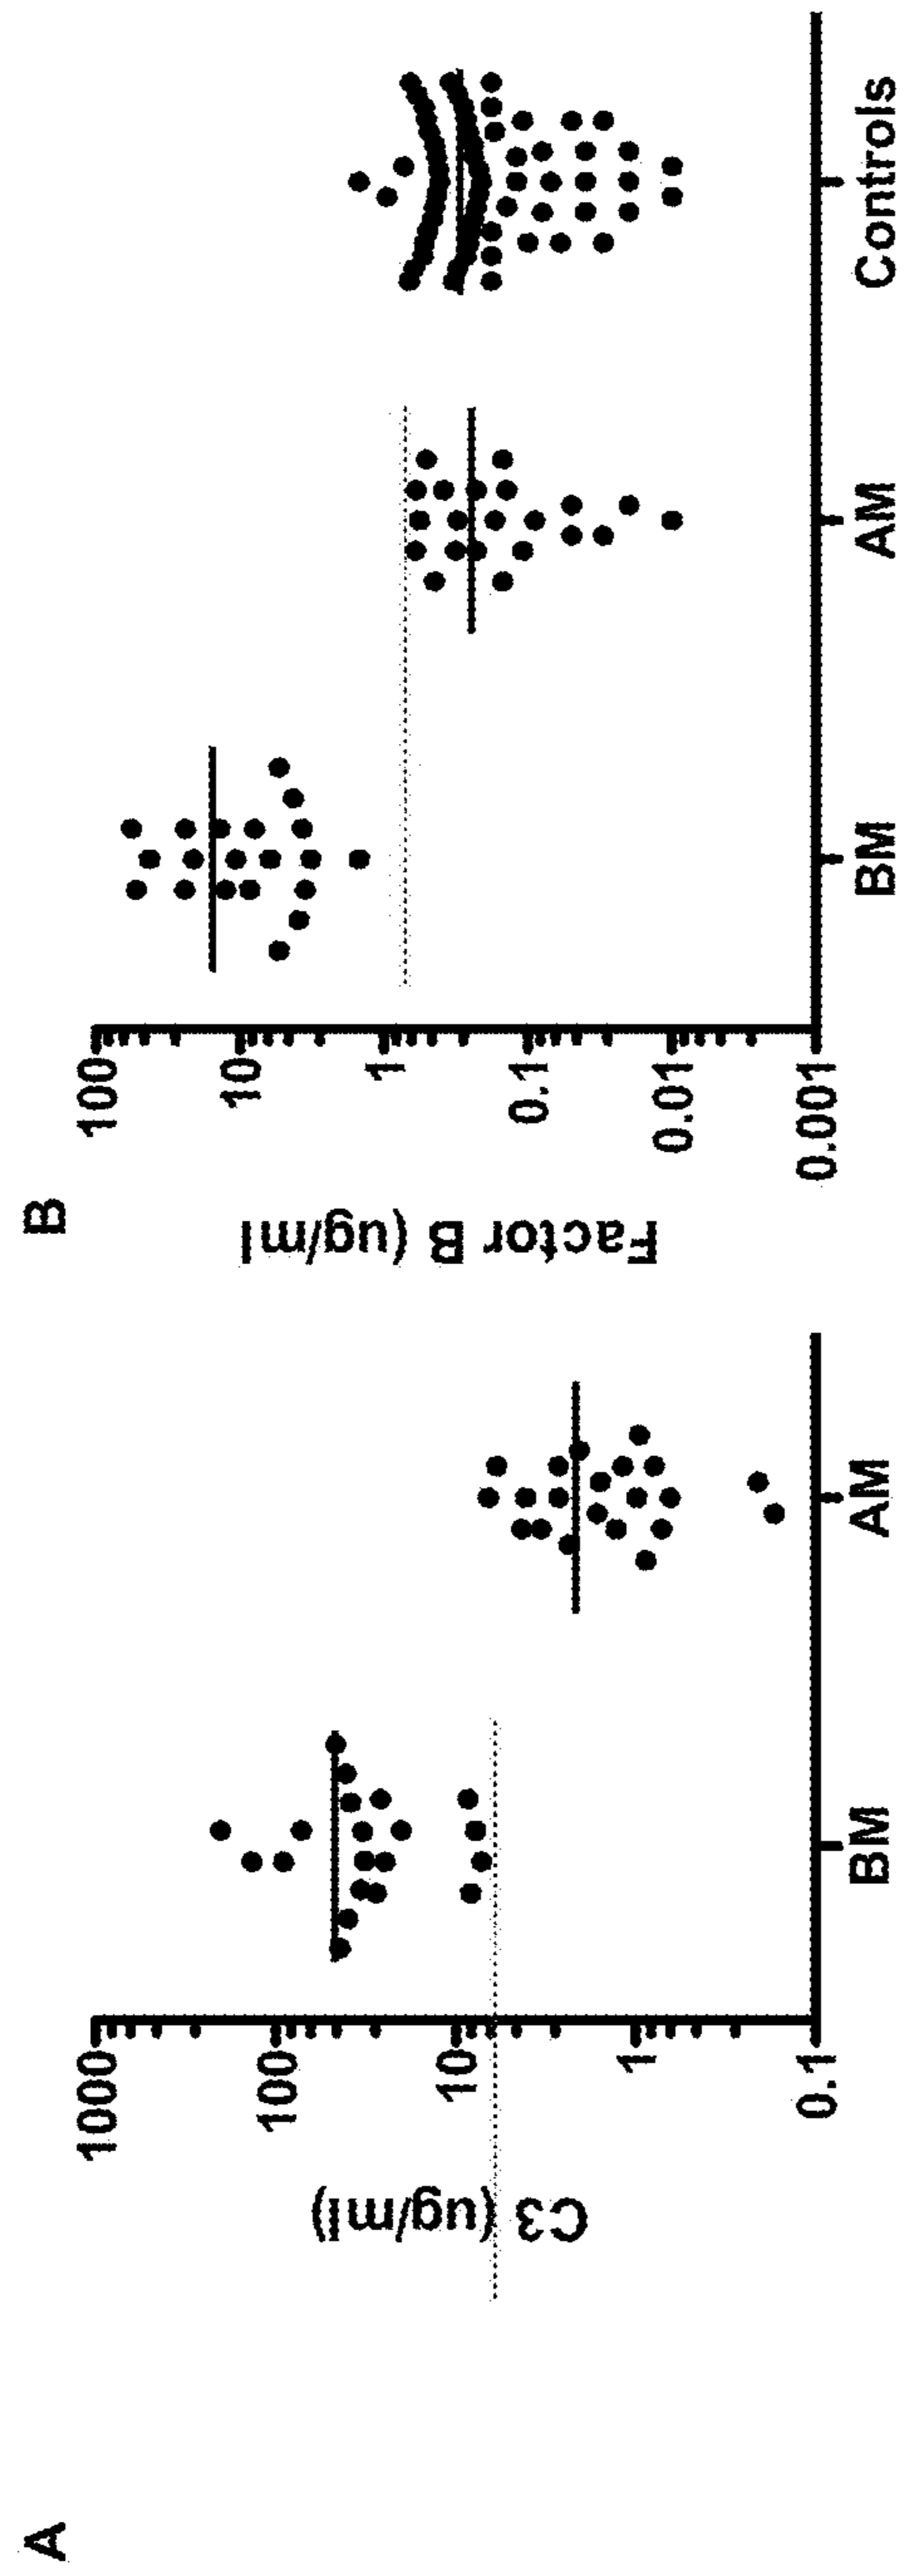 A
C3 (ug/ml)
1000
100
10
1
0.1
BM
AM
B
Factor B (ug/ml
100
10
1
0.1
0.01
0.001
BM
AM
Controls